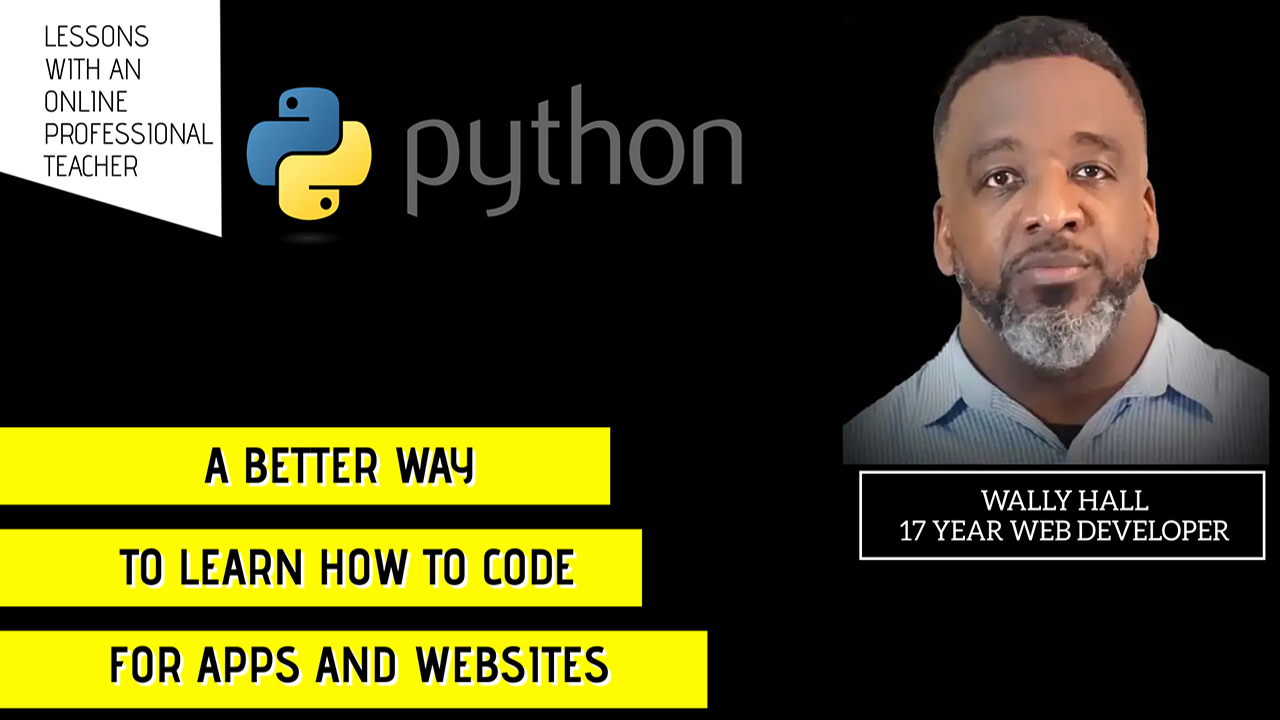 LESSONS
WITH AN
ONLINE
PROFESSIONAL
TEACHER
python
A BETTER WAY
TO LEARN HOW TO CODE
FOR APPS AND WEBSITES
WALLY HALL
17 YEAR WEB DEVELOPER